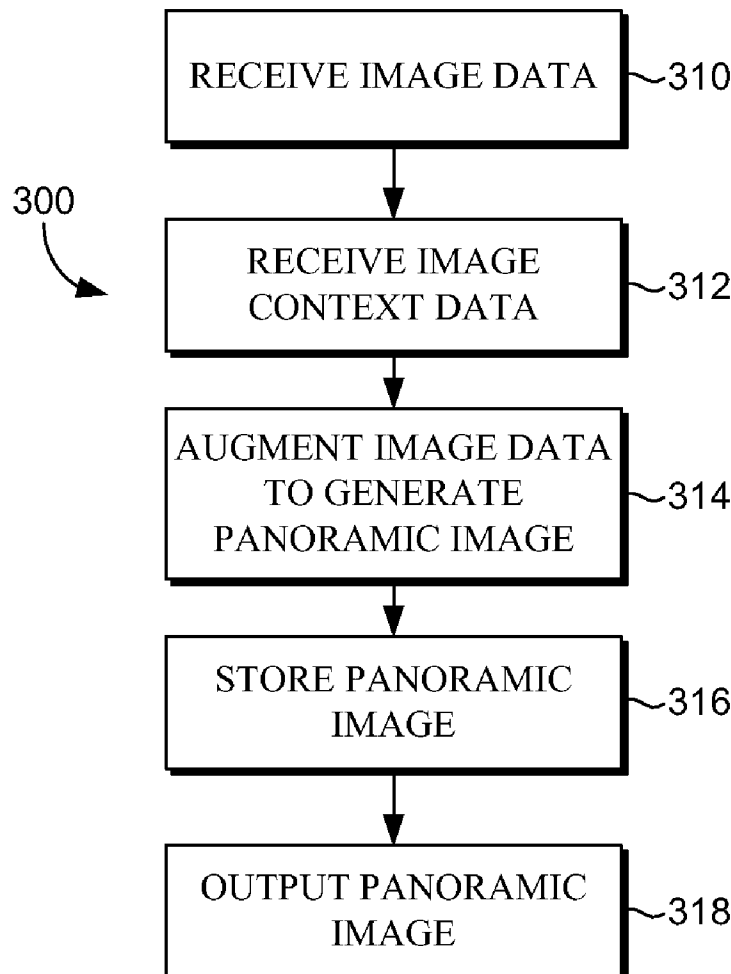 RECEIVE IMAGE DATA
310
300
RECEIVE IMAGE
CONTEXT DATA
312
AUGMENT IMAGE DATA
TO GENERATE
PANORAMIC IMAGE
314
STORE PANORAMIC
IMAGE
316
OUTPUT PANORAMIC
IMAGE
318